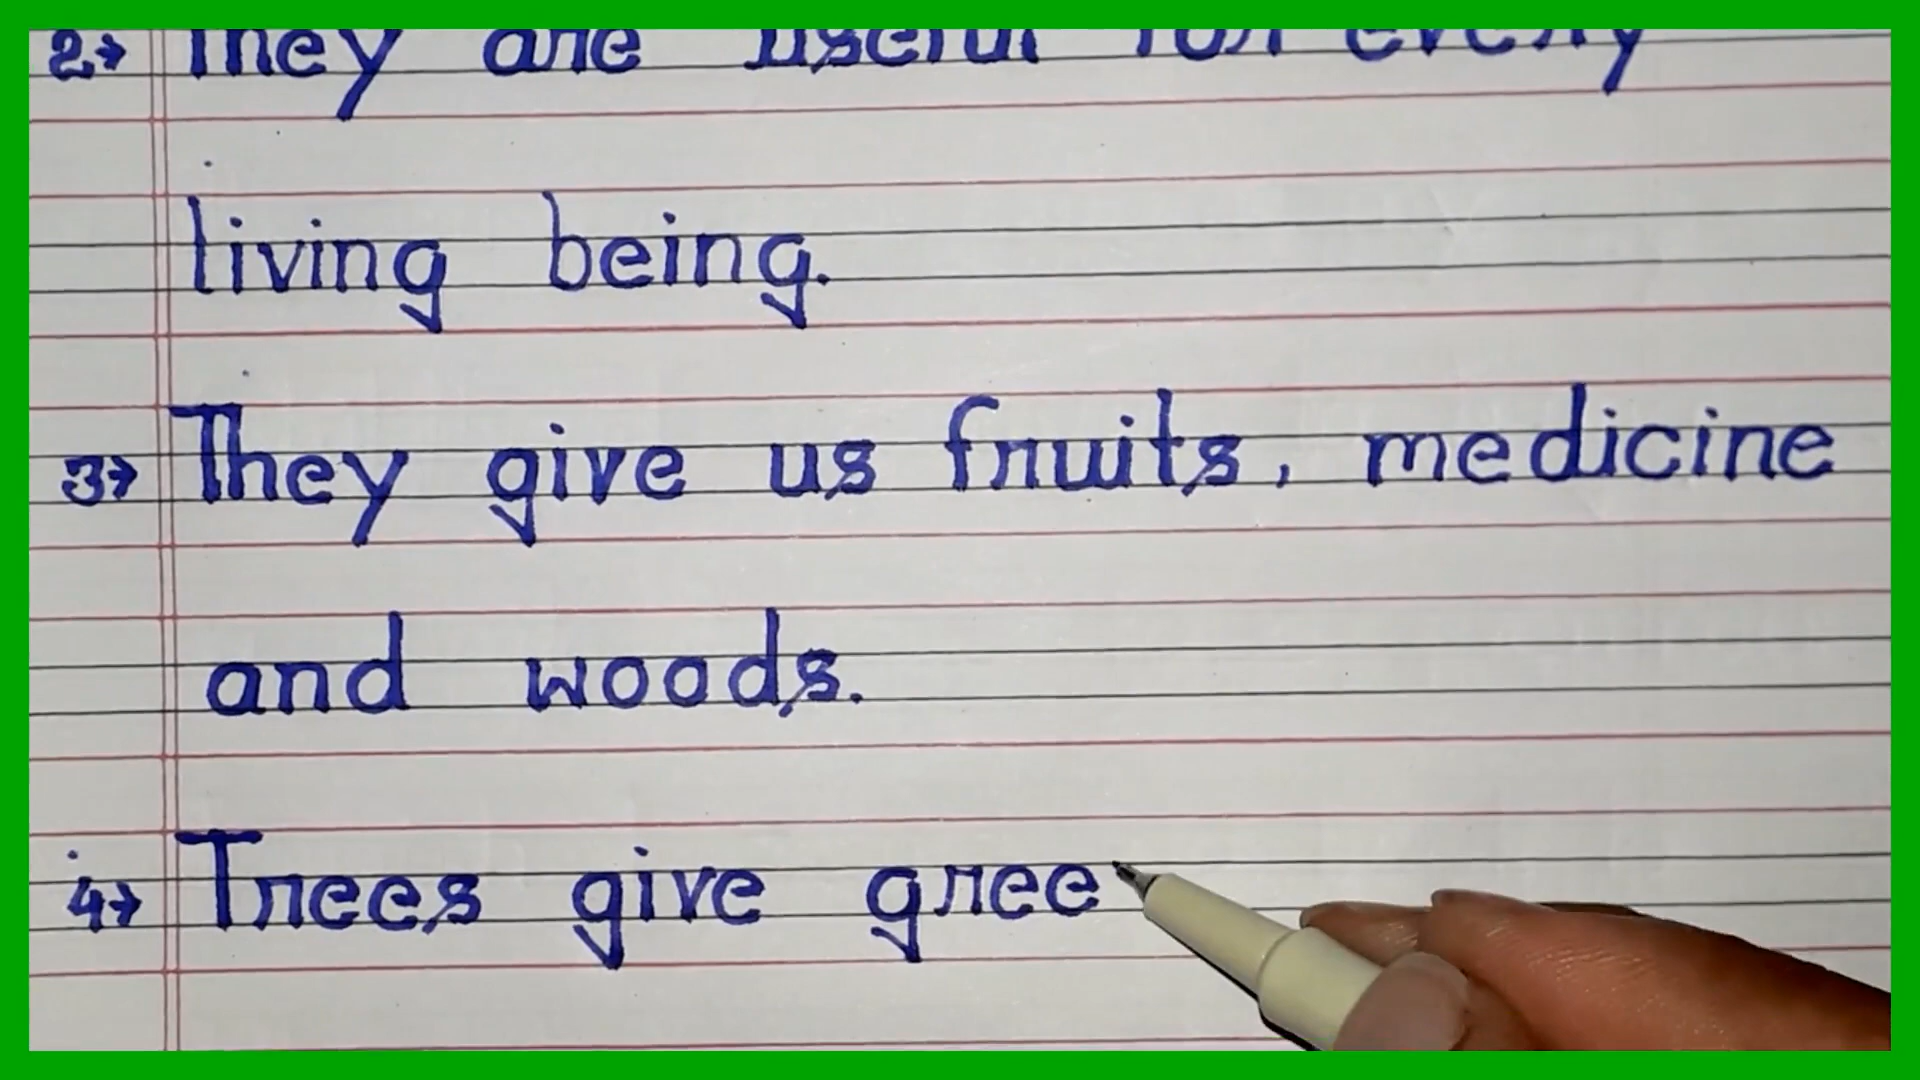 2→ They are useful for every
living being.
3→ They give us fruits, medicine
and woods.
4→ Trees give gree